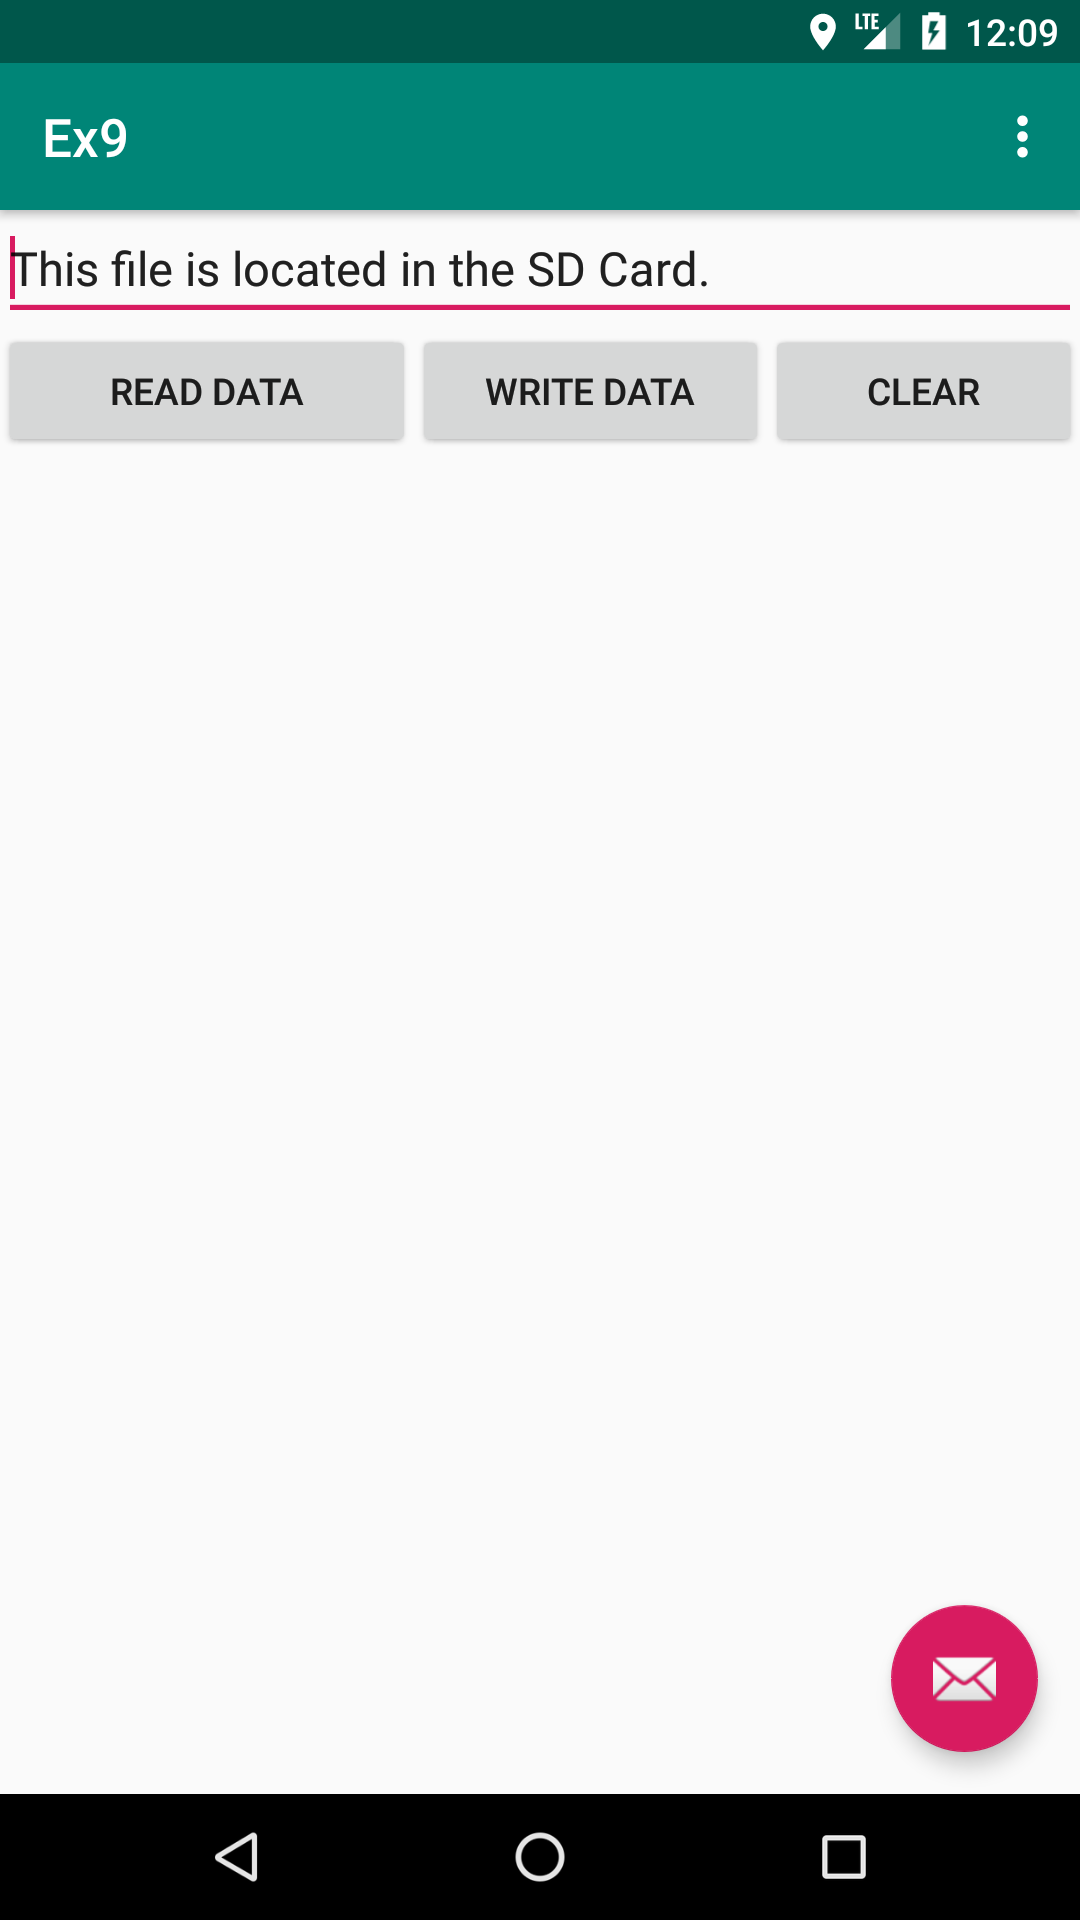 LTE 12:09
Ex9
This file is located in the SD Card.
READ DATA WRITE DATA CLEAR